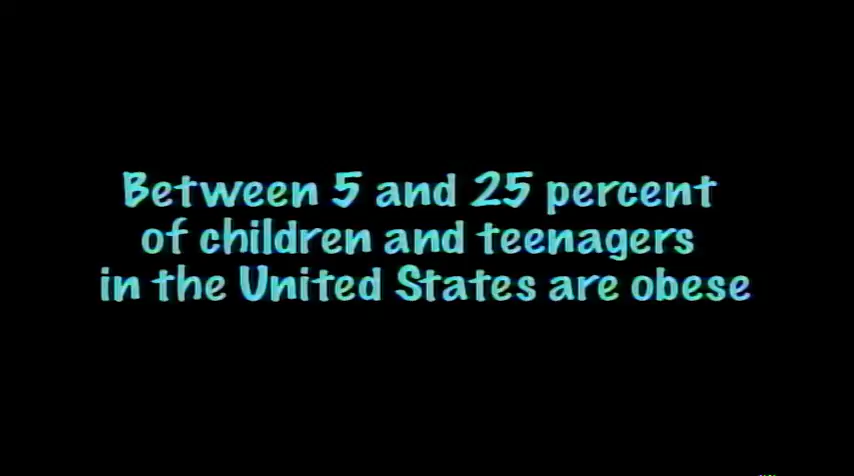 Between 5 and 25 percent
of children and teenagers
in the United States are obese